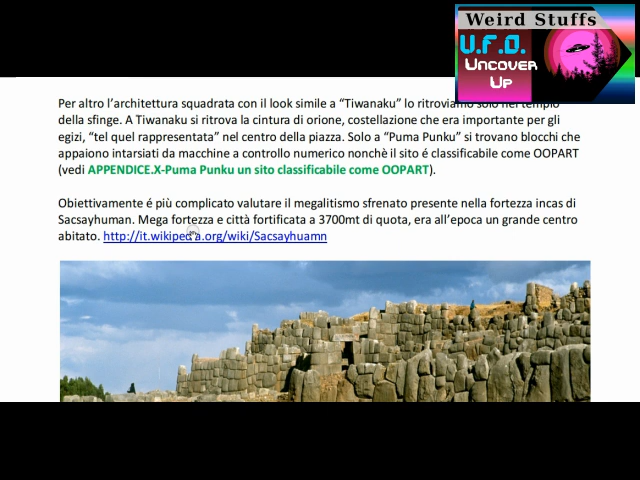 Weird Stuffs
U.F.O.
Uncover
Up
Per altro l’architettura squadrata con il look simile a “Tiwanaku” lo ritroviamo solo nel tempio
della sfinge. A Tiwanaku si ritrova la cintura di orione, costellazione che era importante per gli
egizi, “tel quel rappresentata” nel centro della piazza. Solo a “Puma Punku” si trovano blocchi che
appaiono intarsiati da macchine a controllo numerico nonchè il sito é classificabile come OOPART
(vedi APPENDICE.X-Puma Punku un sito classificabile come OOPART).
Obiettivamente é più complicato valutare il megalitismo sfrenato presente nella fortezza incas di
Sacsayhuman. Mega fortezza e città fortificata a 3700mt di quota, era all’epoca un grande centro
abitato. http://it.wikipedia.org/wiki/Sacsayhuamn